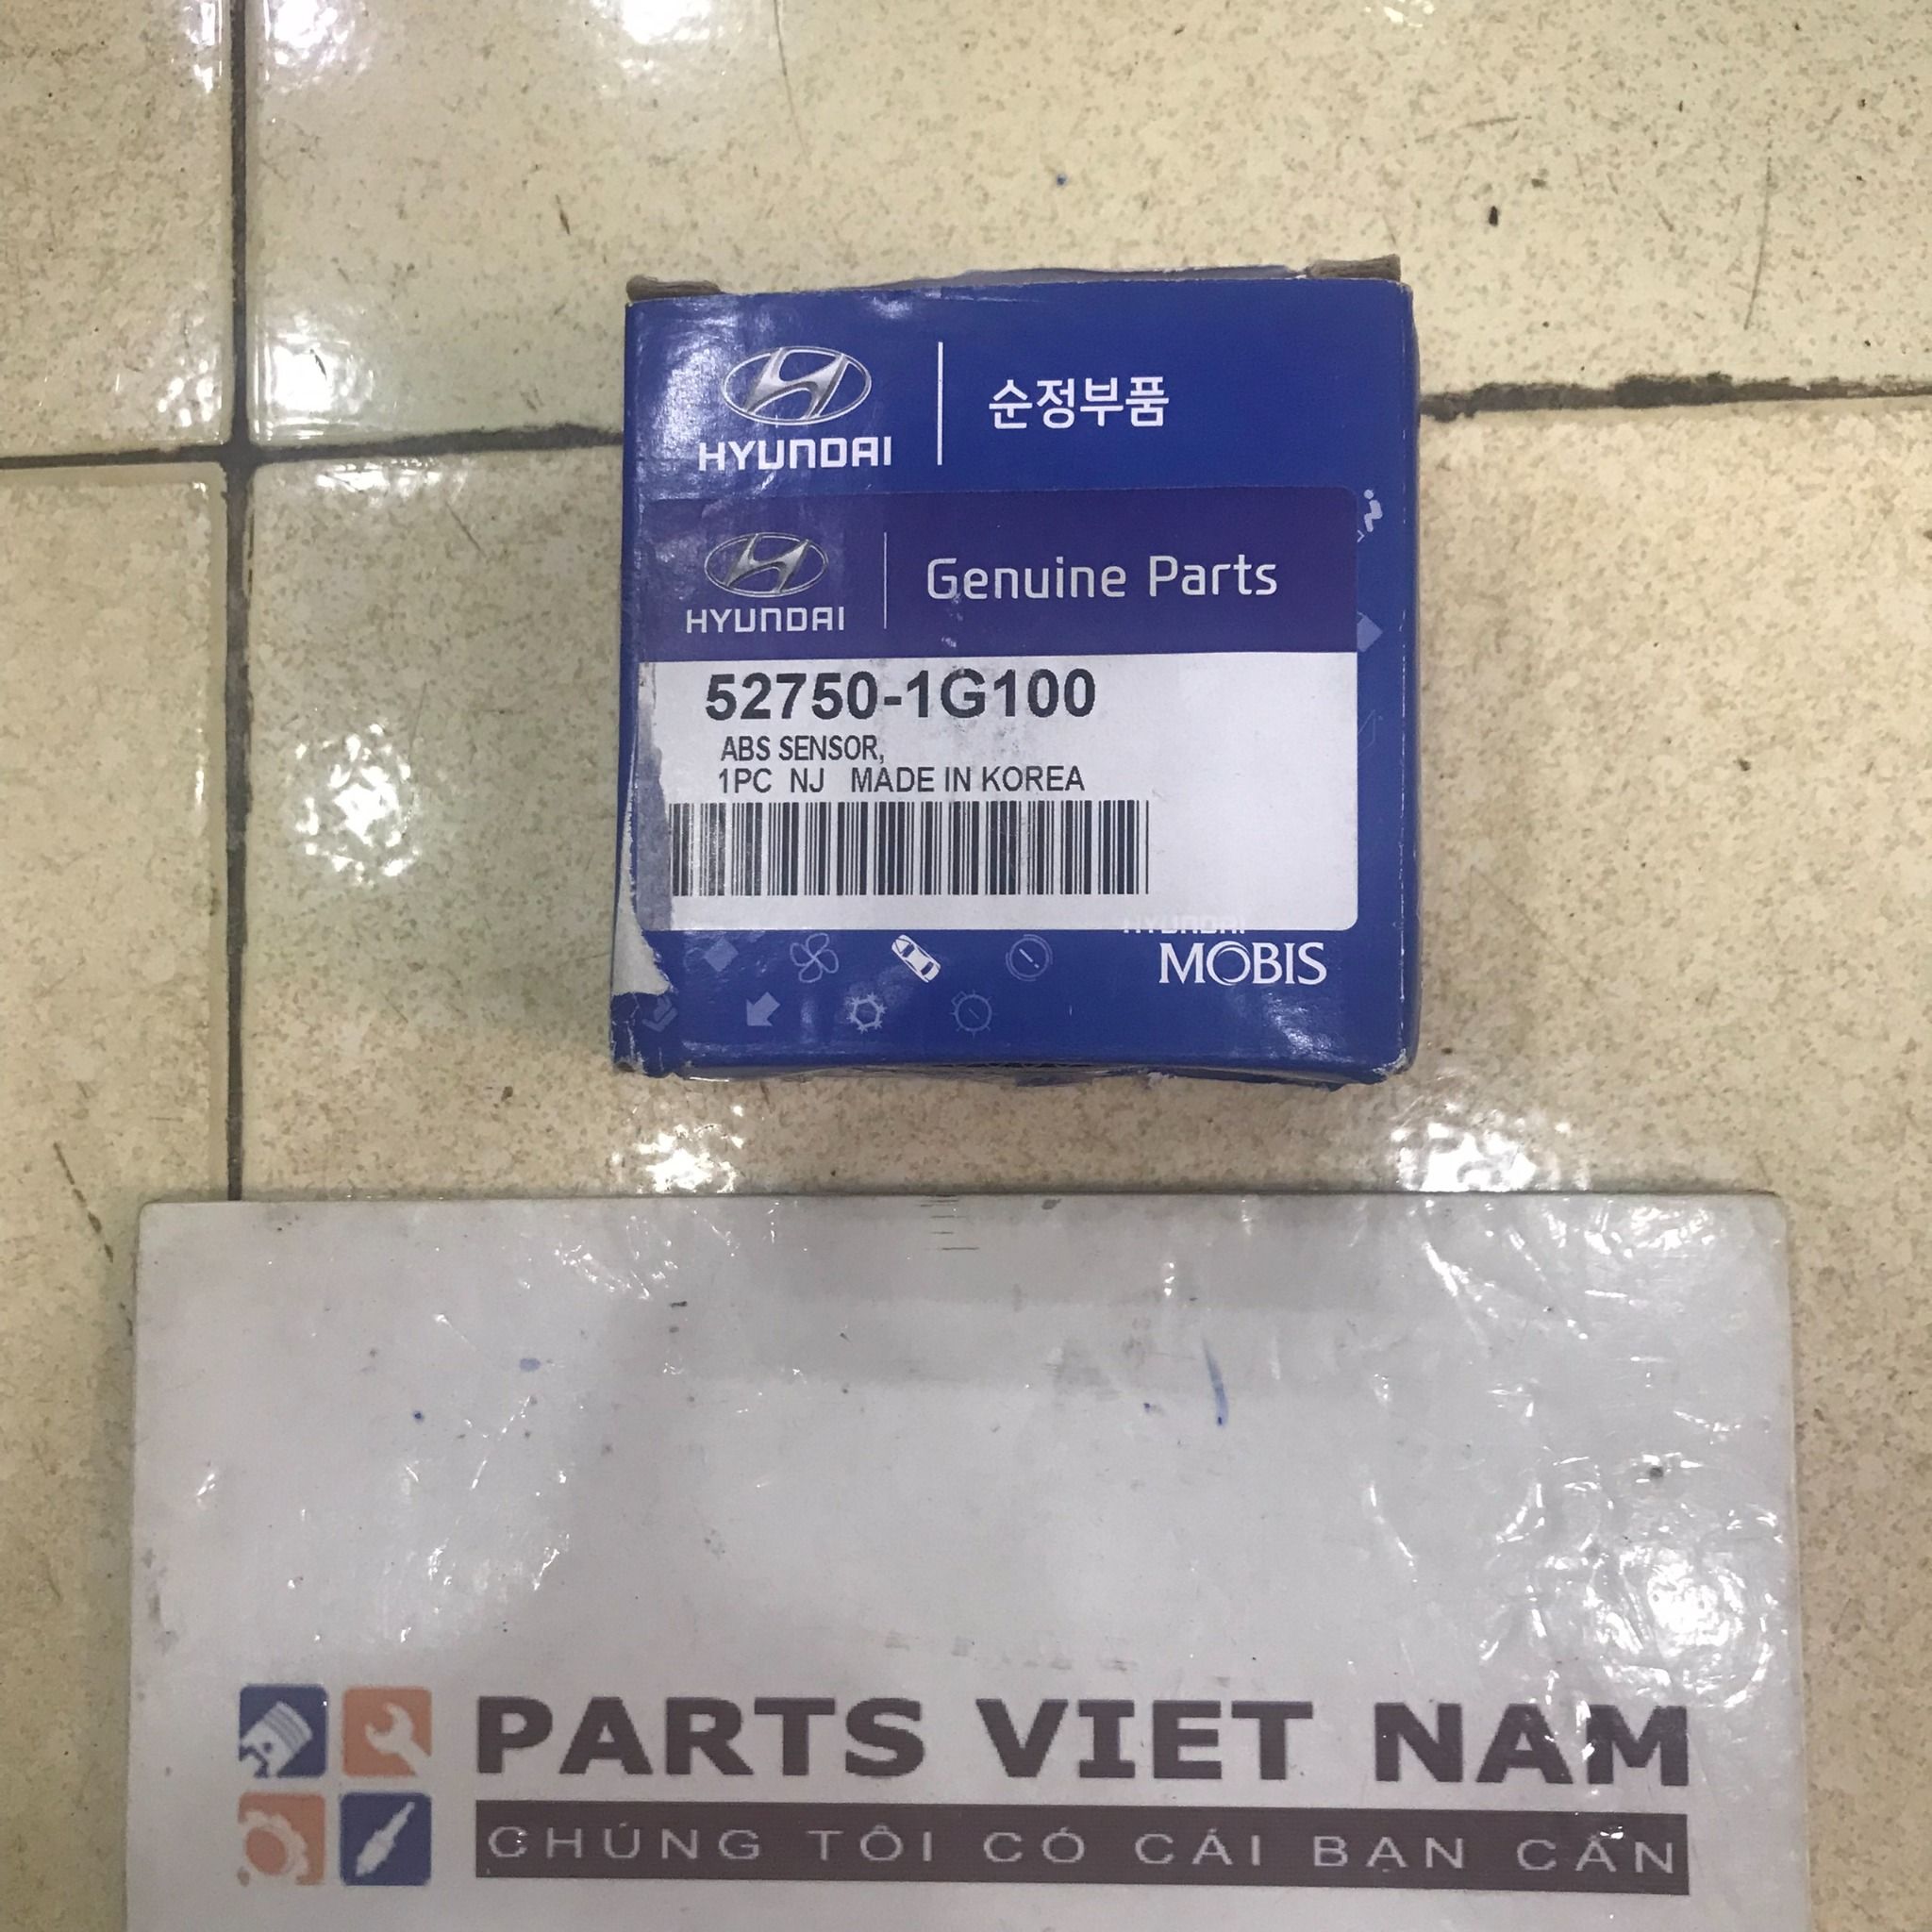 HYUNDAI
순정부품
HYUNDAI
Genuine Parts
52750-1G100
ABS SENSOR,
1PC NJ MADE IN KOREA
HYUNDAI
MOBIS
PARTS VIET NAM
CHÚNG TÔI CÓ CÁI BẠN CẦN